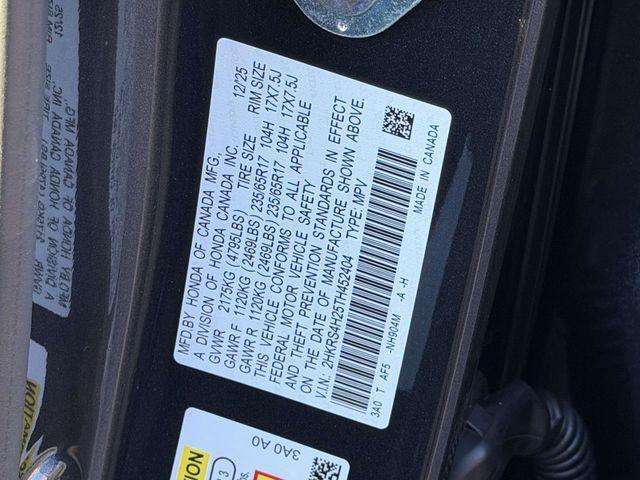 MFD.BY HONDA OF CANADA MFG. 12/25
A DIVISION OF HONDA CANADA INC.
TIRE SIZE RIM SIZE
GVWR 2175KG (4795LBS)
GAWR F 1120KG (2469LBS) 235/65R17 104H 17X7.5J
GAWR R 1120KG (2469LBS) 235/65R17 104H 17X7.5J
THIS VEHICLE CONFORMS TO ALL APPLICABLE
FEDERAL MOTOR VEHICLE SAFETY
AND THEFT PREVENTION STANDARDS IN EFFECT
ON THE DATE OF MANUFACTURE SHOWN ABOVE.
V.I.N.: 2HKRS4H25TH452404 TYPE: MPV
3A0 T AF5 -NH904M -A -H
MADE IN CANADA
3A0 A0